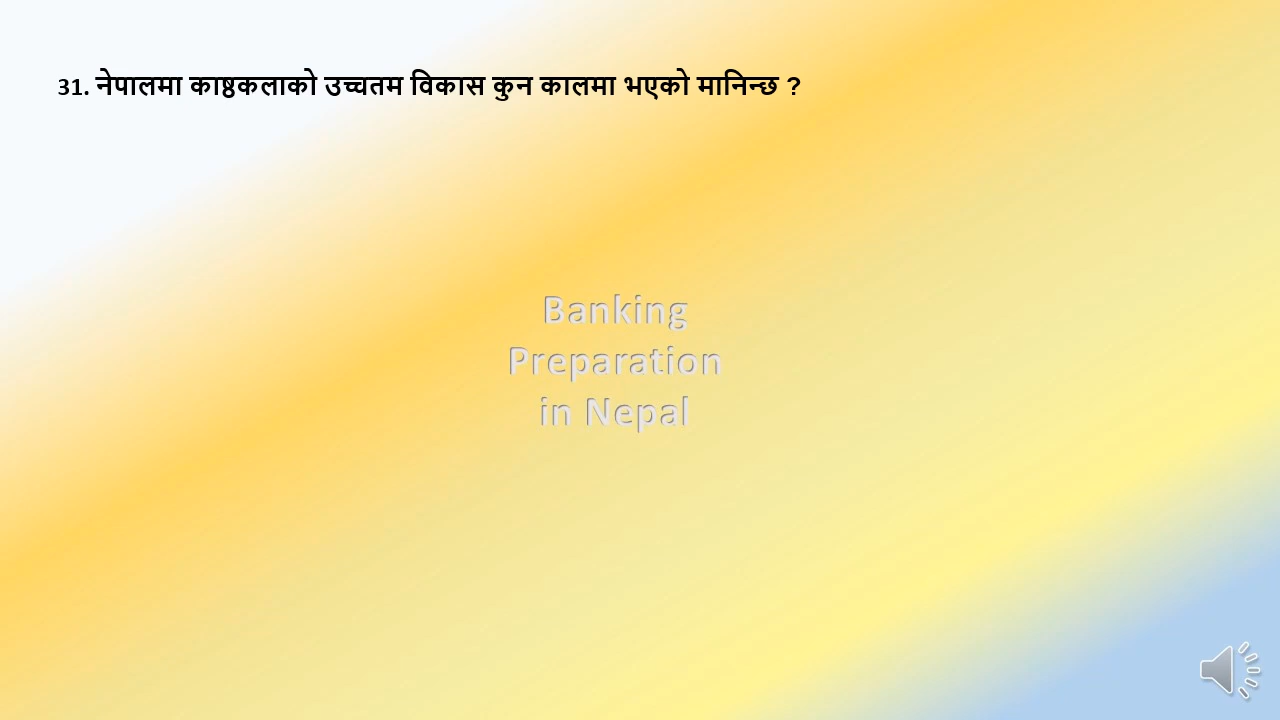 31. नेपालमा काष्ठकलाको उच्चतम विकास कुन कालमा भएको मानिन्छ ?
Banking
Preparation
in Nepal